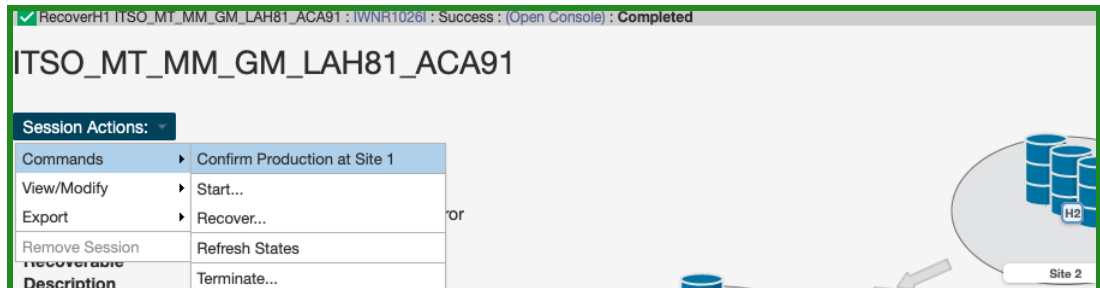 RecoverH1 ITSO_MT_MM_GM_LAH81_ACA91 : IWNR1026I : Success : (Open Console) : Completed
ITSO_MT_MM_GM_LAH81_ACA91
Session Actions:
Commands
Confirm Production at Site 1
View/Modify
Start...
Export
Recover...
ror
H2
Remove Session
Refresh States
Recoverable
Site 2
Description
Terminate...